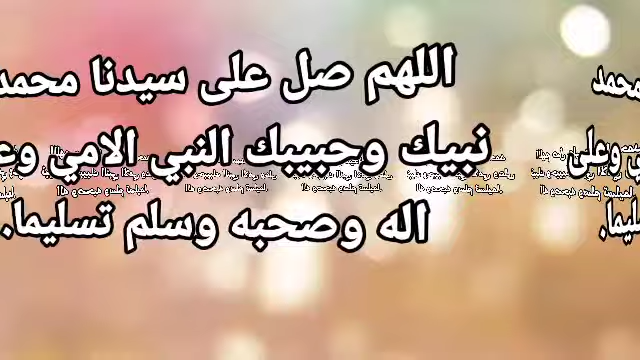 اللهم صل على سيدنا محمد
نبيك وحبيبك النبي الامي وعلى
اله وصحبه وسلم تسليما.